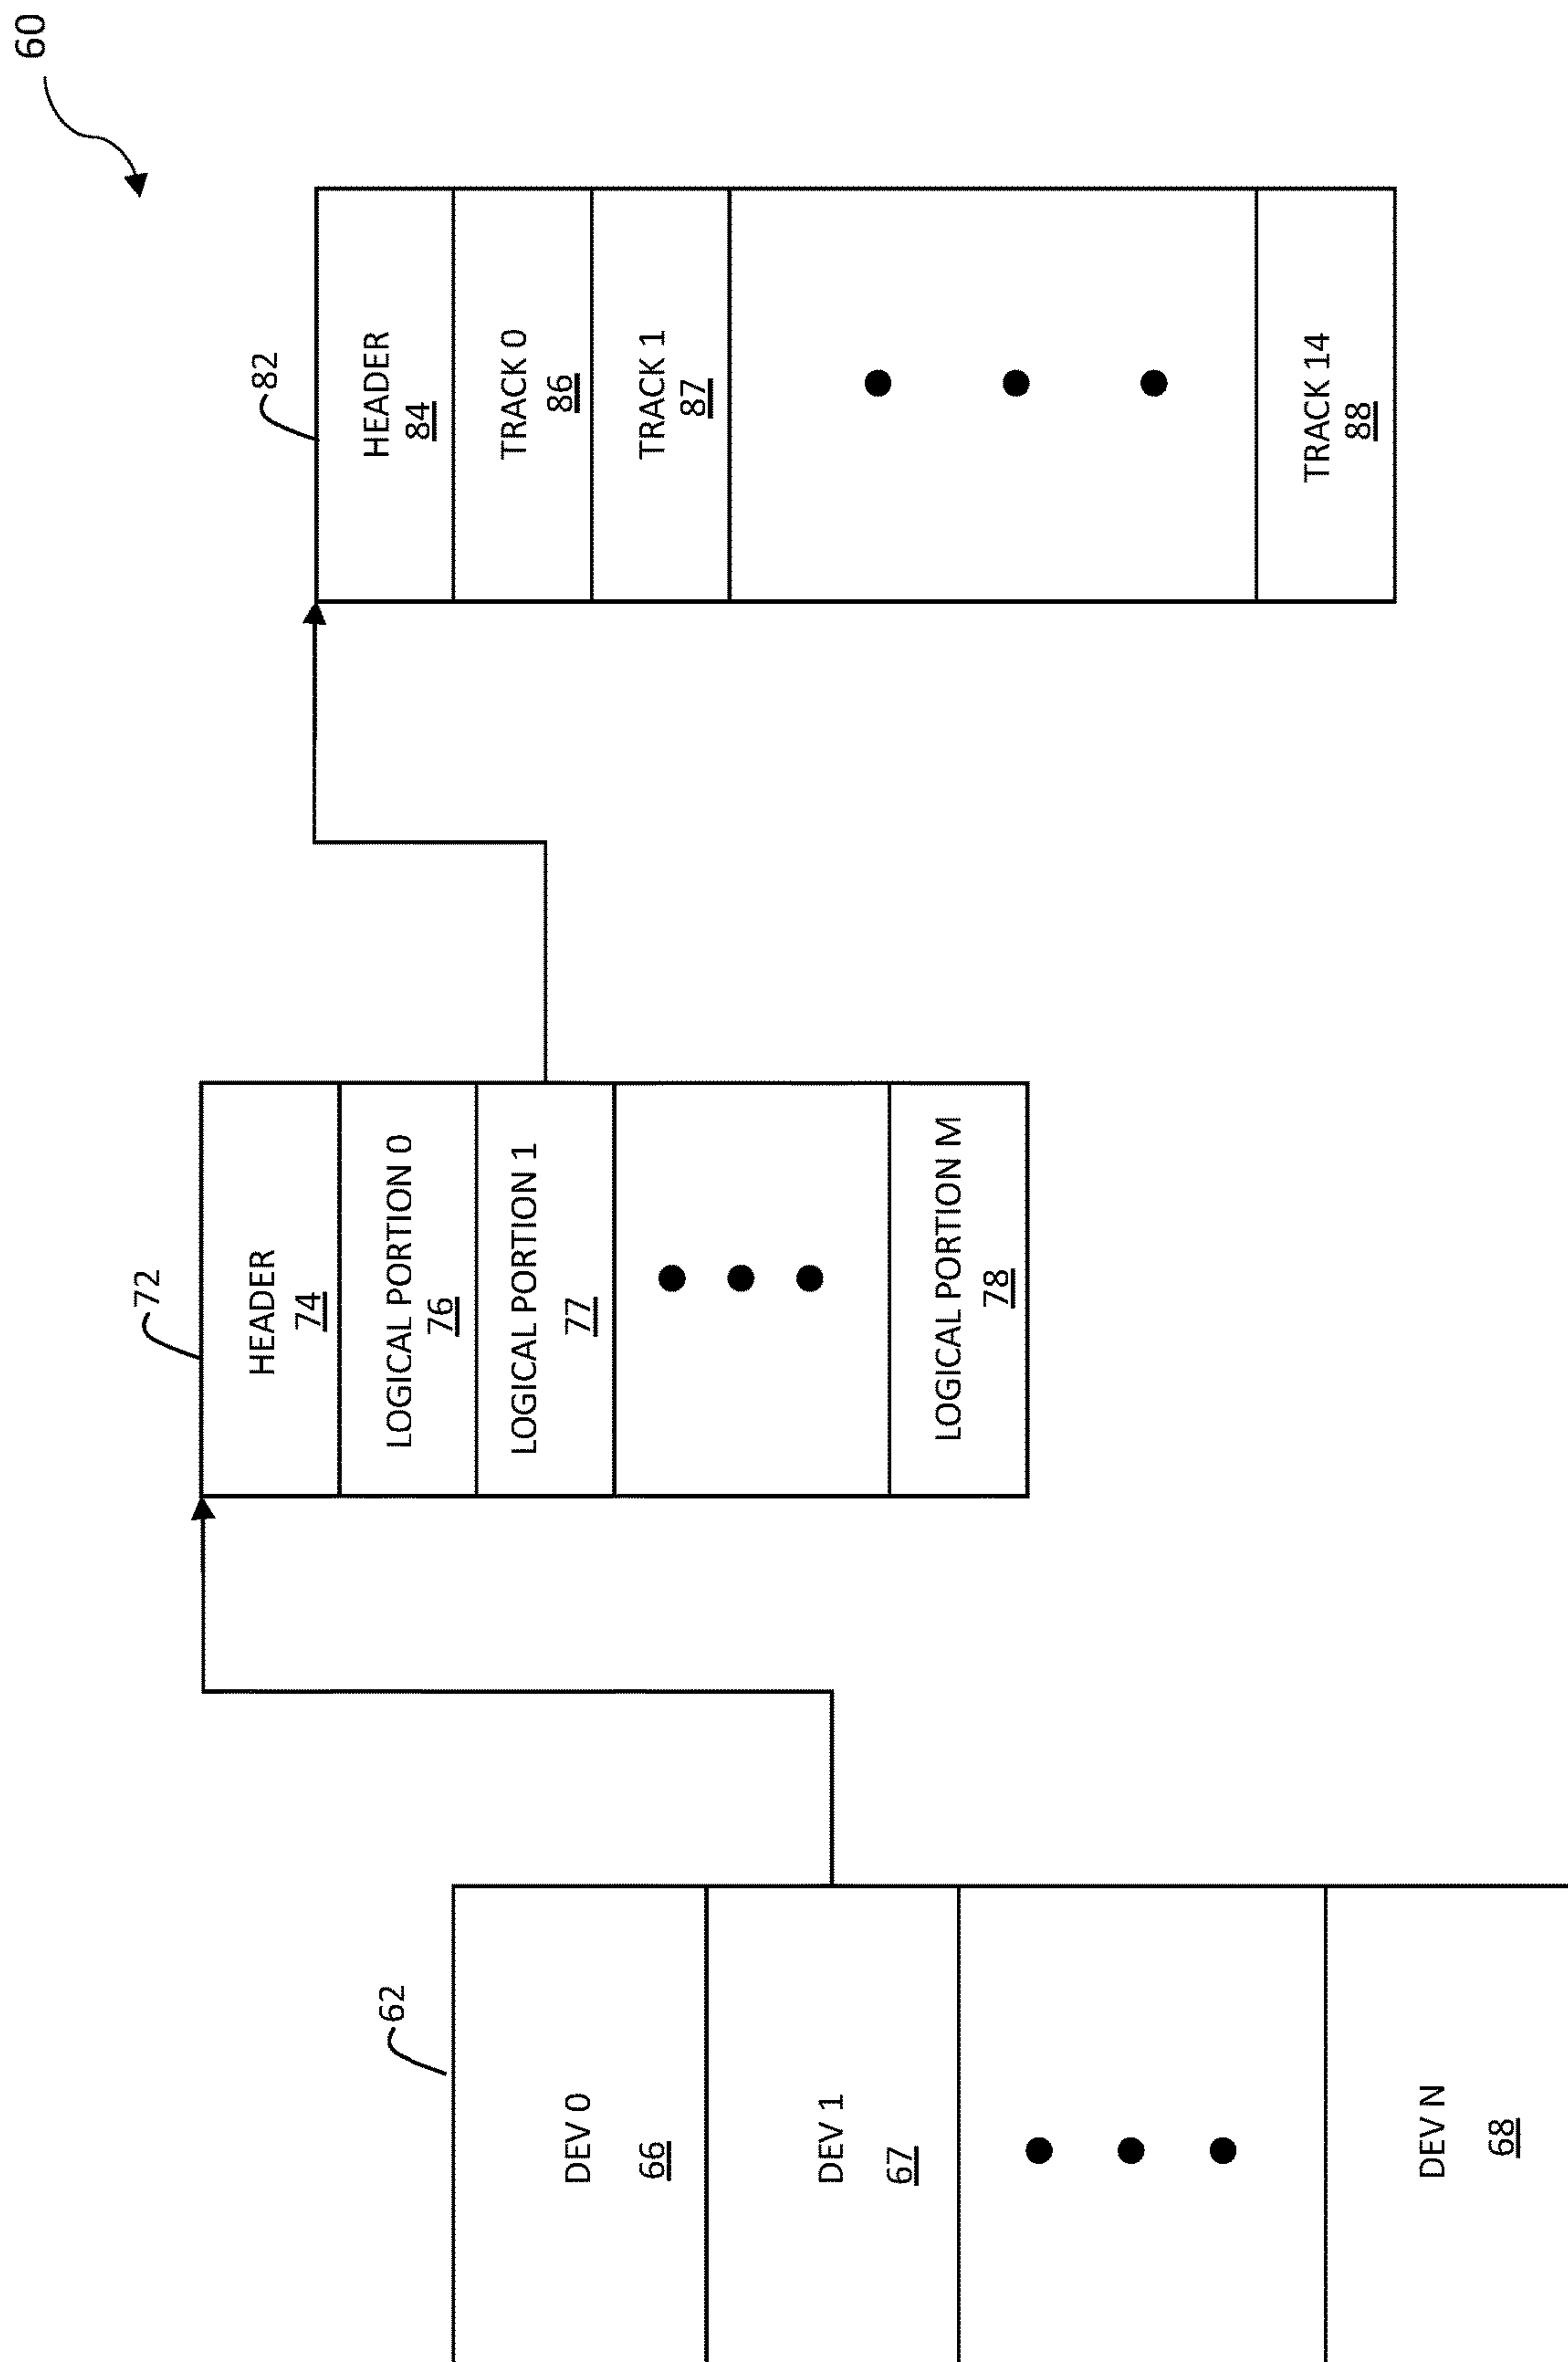 60
62
DEV 0
66
DEV 1
67
DEV N
68
72
HEADER
74
LOGICAL PORTION 0
76
LOGICAL PORTION 1
77
LOGICAL PORTION M
78
82
HEADER
84
TRACK 0
86
TRACK 1
87
TRACK 14
88